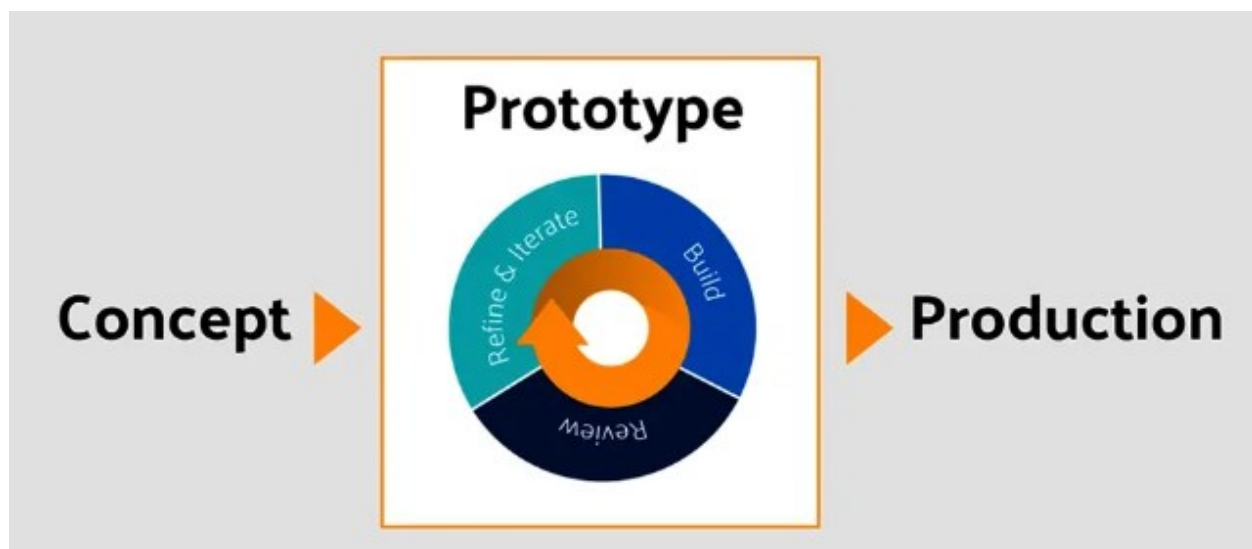 Prototype
Concept
Refine & Iterate
Build
Review
Production